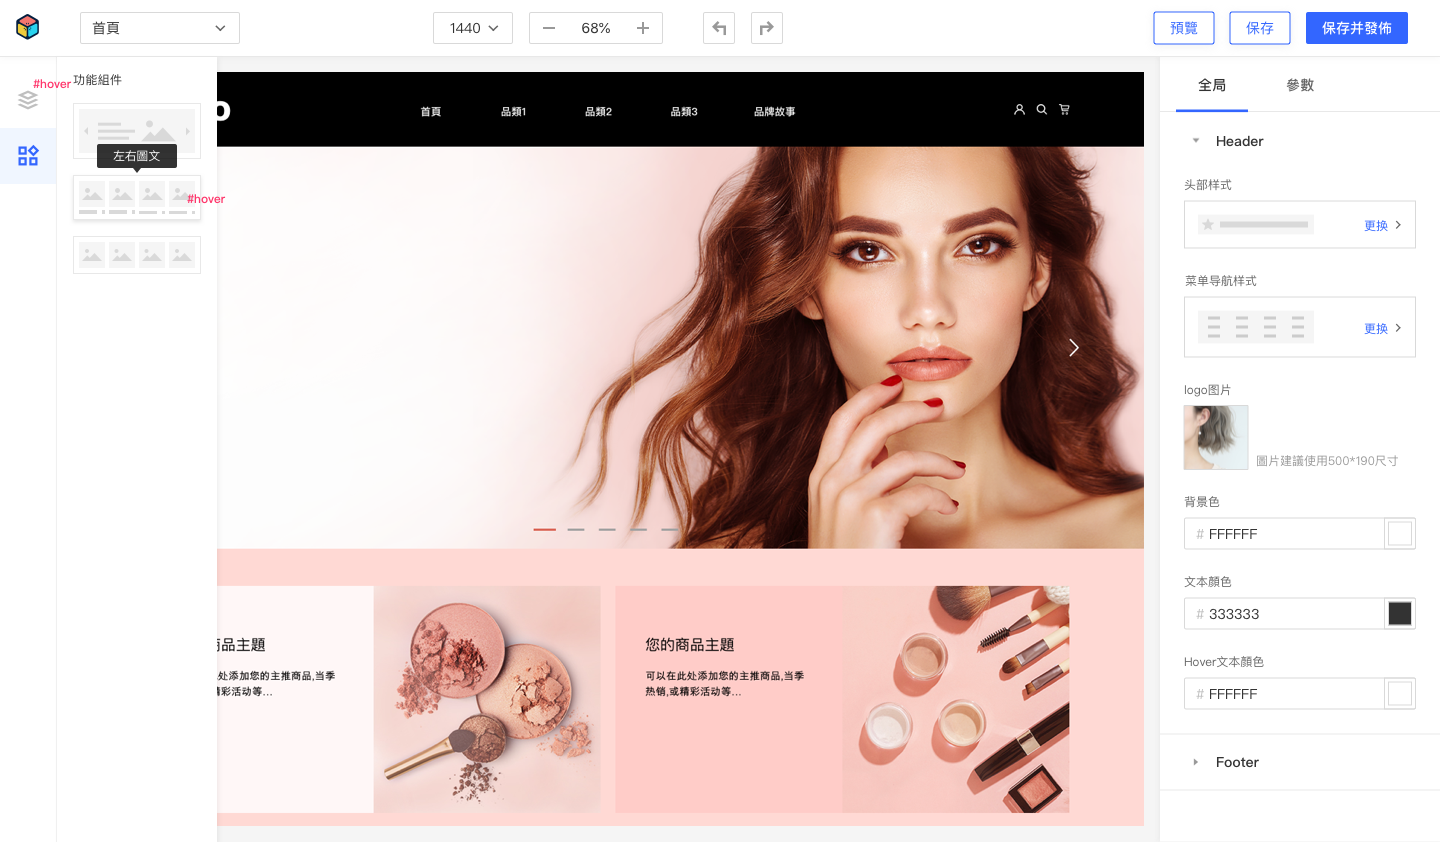 首頁
1440
68%
預覽
保存
保存并發佈
#hover
功能組件
左右圖文
#hover
o
首頁
品類1
品類2
品類3
品牌故事
商品主題
处添加您的主推商品,当季
精彩活动等...
您的商品主題
可以在此处添加您的主推商品,当季
热销,或精彩活动等...
全局
參數
Header
头部样式
更换
菜单导航样式
更换
logo图片
圖片建議使用500*190尺寸
背景色
# FFFFFF
文本顏色
# 333333
Hover文本顏色
# FFFFFF
Footer